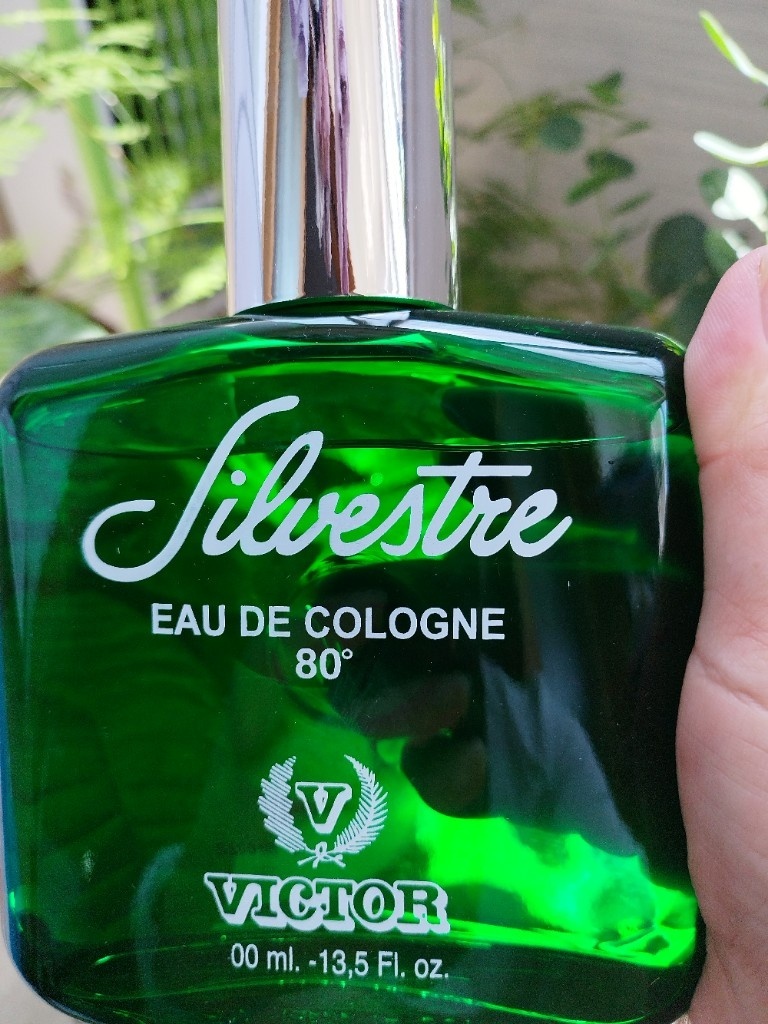 Silvestre
EAU DE COLOGNE
80°
V
VICTOR
00 ml. -13,5 Fl. oz.